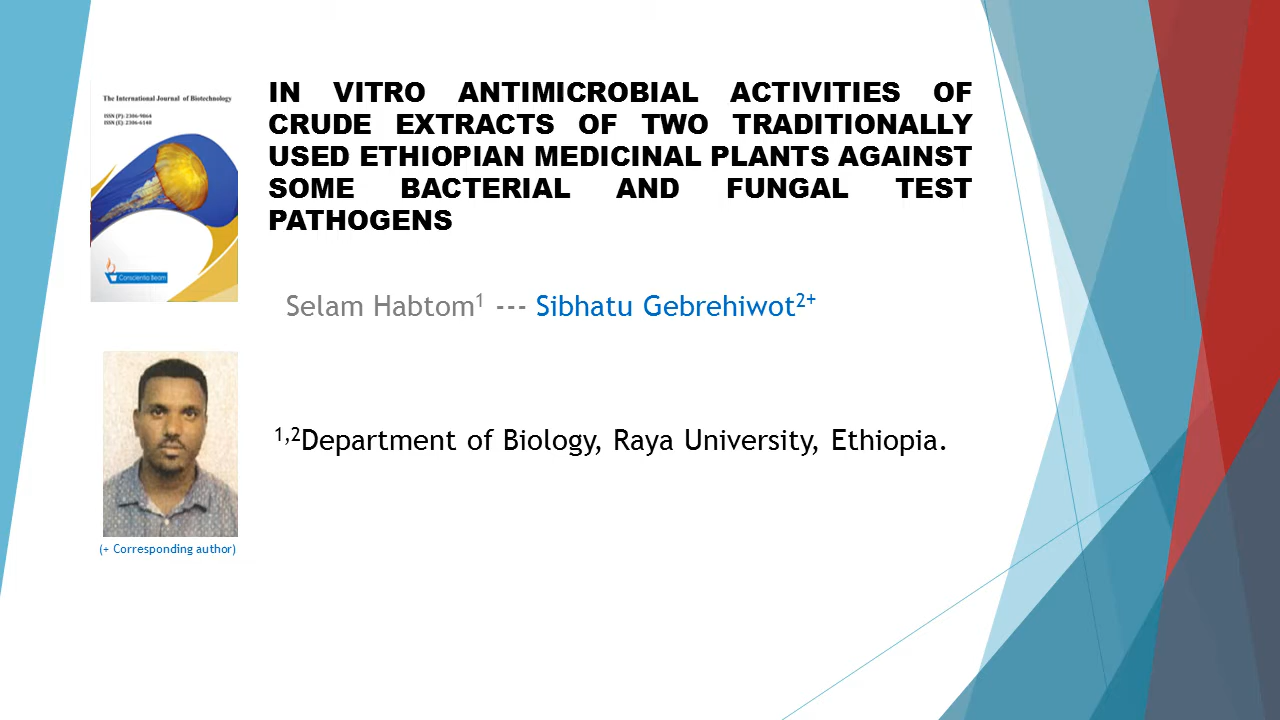 The International Journal of Biotechnology
ISSN (P): 2306-9864
ISSN (E): 2306-6148
Conscientia Beam
IN VITRO ANTIMICROBIAL ACTIVITIES OF
CRUDE EXTRACTS OF TWO TRADITIONALLY
USED ETHIOPIAN MEDICINAL PLANTS AGAINST
SOME BACTERIAL AND FUNGAL TEST
PATHOGENS
Selam Habtom¹ --- Sibhatu Gebrehiwot²⁺
(+ Corresponding author)
¹,²Department of Biology, Raya University, Ethiopia.